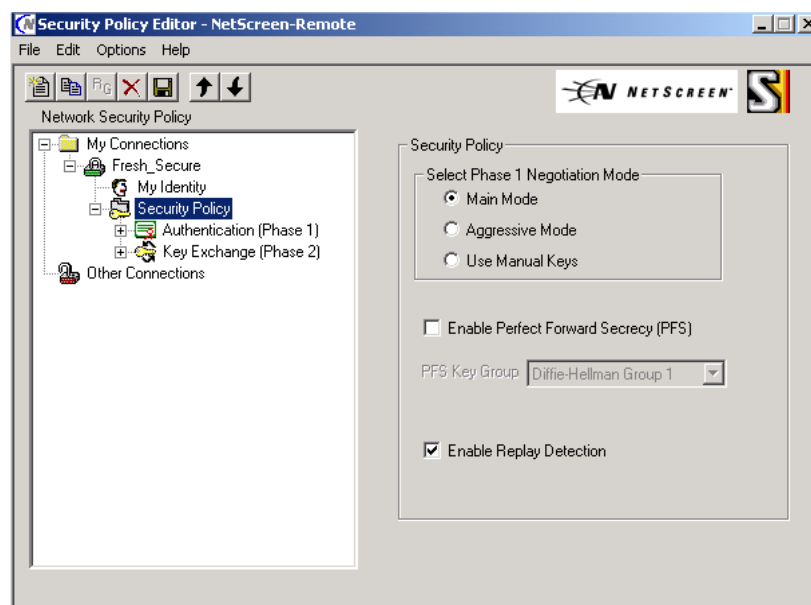 Security Policy Editor - NetScreen-Remote
File Edit Options Help
RG
NETSCREEN
Network Security Policy
My Connections
Fresh_Secure
My Identity
Security Policy
Authentication (Phase 1)
Key Exchange (Phase 2)
Other Connections
Security Policy
Select Phase 1 Negotiation Mode
Main Mode
Aggressive Mode
Use Manual Keys
Enable Perfect Forward Secrecy (PFS)
PFS Key Group Diffie-Hellman Group 1
Enable Replay Detection